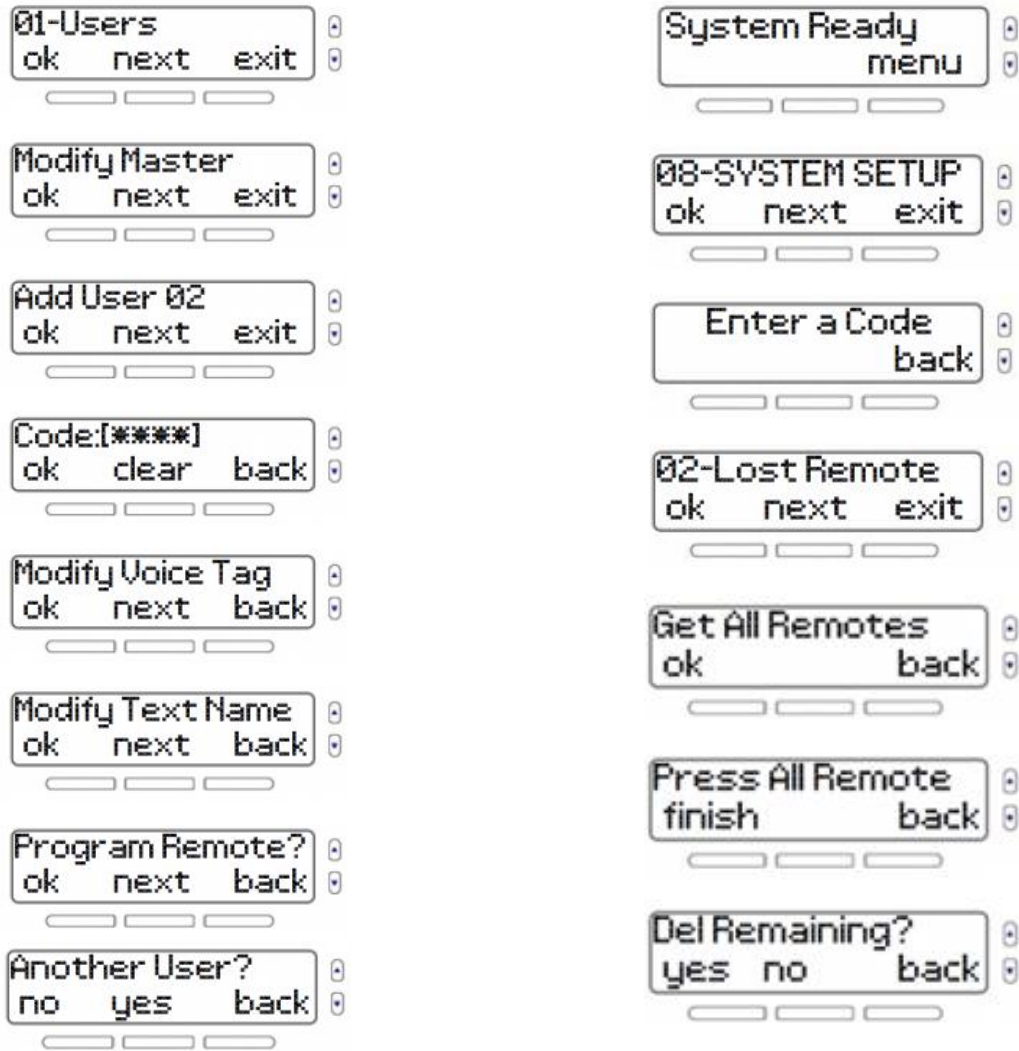 01-Users
ok next exit
Modify Master
ok next exit
Add User 02
ok next exit
Code:[****]
ok clear back
Modify Voice Tag
ok next back
Modify Text Name
ok next back
Program Remote?
ok next back
Another User?
no yes back
System Ready
menu
08-SYSTEM SETUP
ok next exit
Enter a Code
back
02-Lost Remote
ok next exit
Get All Remotes
ok back
Press All Remote
finish back
Del Remaining?
yes no back